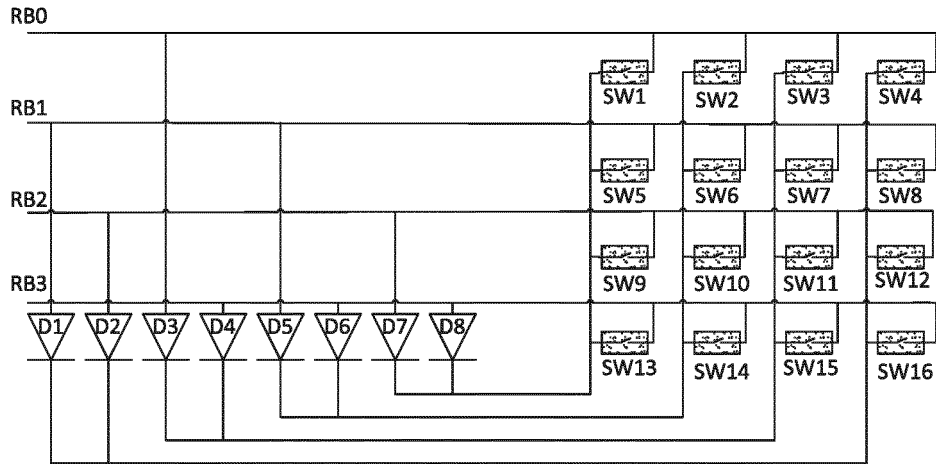 RB0
SW1 SW2 SW3 SW4
RB1
SW5 SW6 SW7 SW8
RB2
SW9 SW10 SW11 SW12
RB3
D1 D2 D3 D4 D5 D6 D7 D8
SW13 SW14 SW15 SW16